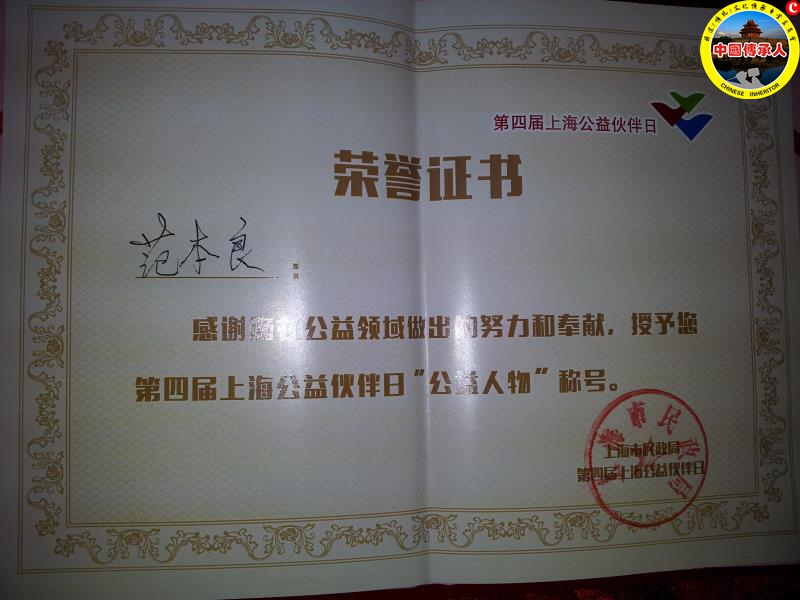 中國傳承人
CHINESE INHERITOR
第四届上海公益伙伴日
荣誉证书
范本良
感谢您在公益领域做出的努力和奉献，授予您
第四届上海公益伙伴日“公益人物”称号。
上海市民政局
第四届上海公益伙伴日